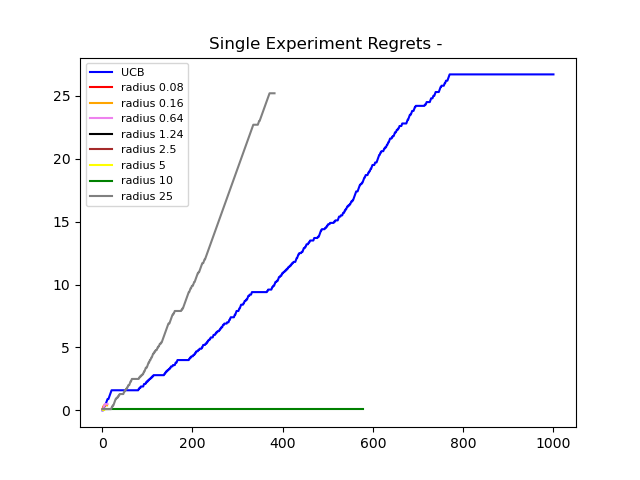 Single Experiment Regrets -
UCB
radius 0.08
radius 0.16
radius 0.64
radius 1.24
radius 2.5
radius 5
radius 10
radius 25
25
20
15
10
5
0
0 200 400 600 800 1000